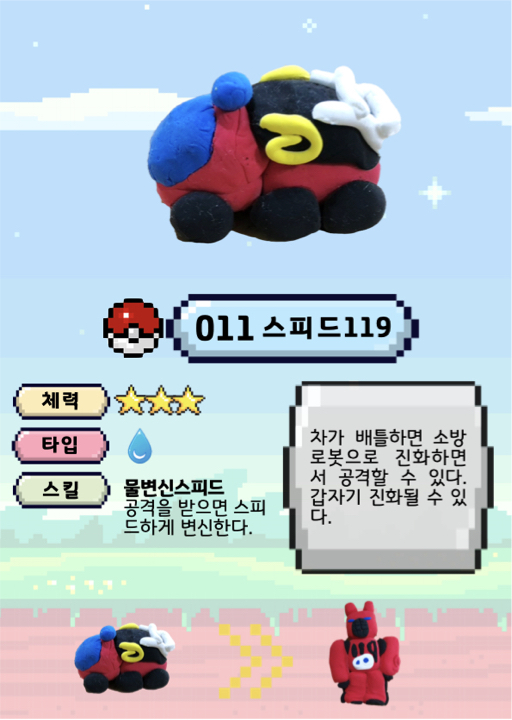 011 스피드119
체력
타입
스킬
물변신스피드
공격을 받으면 스피
드하게 변신한다.
차가 배틀하면 소방
로봇으로 진화하면
서 공격할 수 있다.
갑자기 진화될 수 있
다.
119